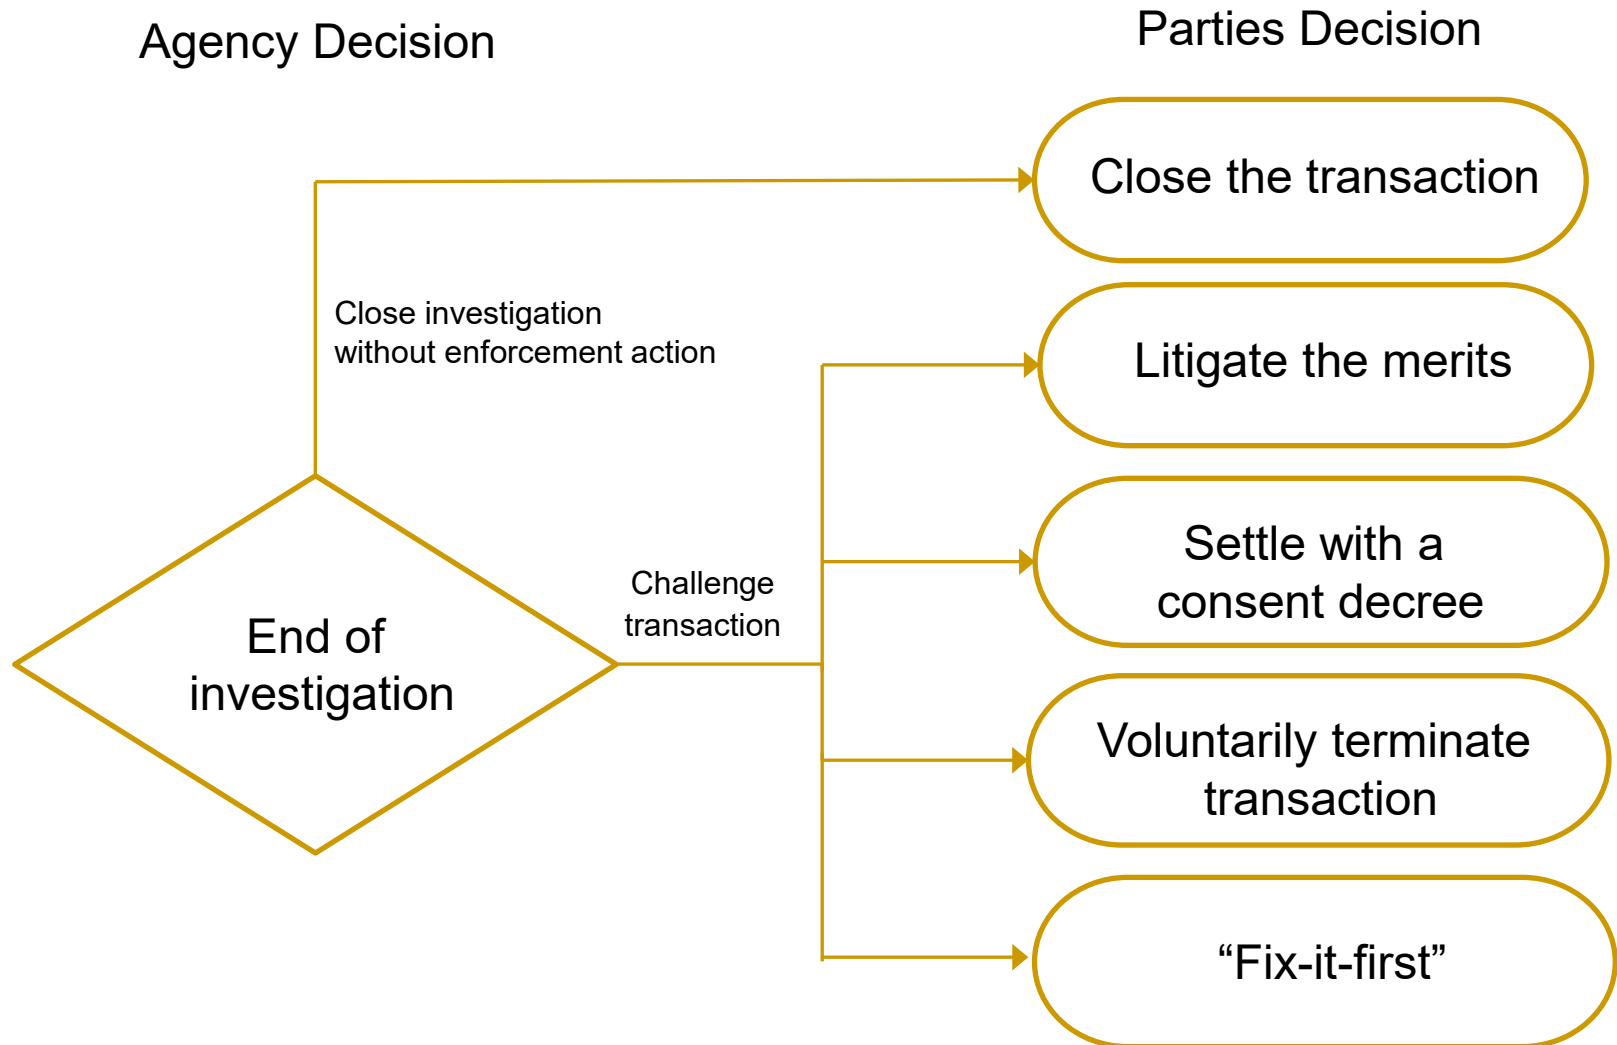 Agency Decision
Parties Decision
Close the transaction
Close investigation
without enforcement action
Litigate the merits
Challenge
transaction
Settle with a
consent decree
End of
investigation
Voluntarily terminate
transaction
“Fix-it-first”